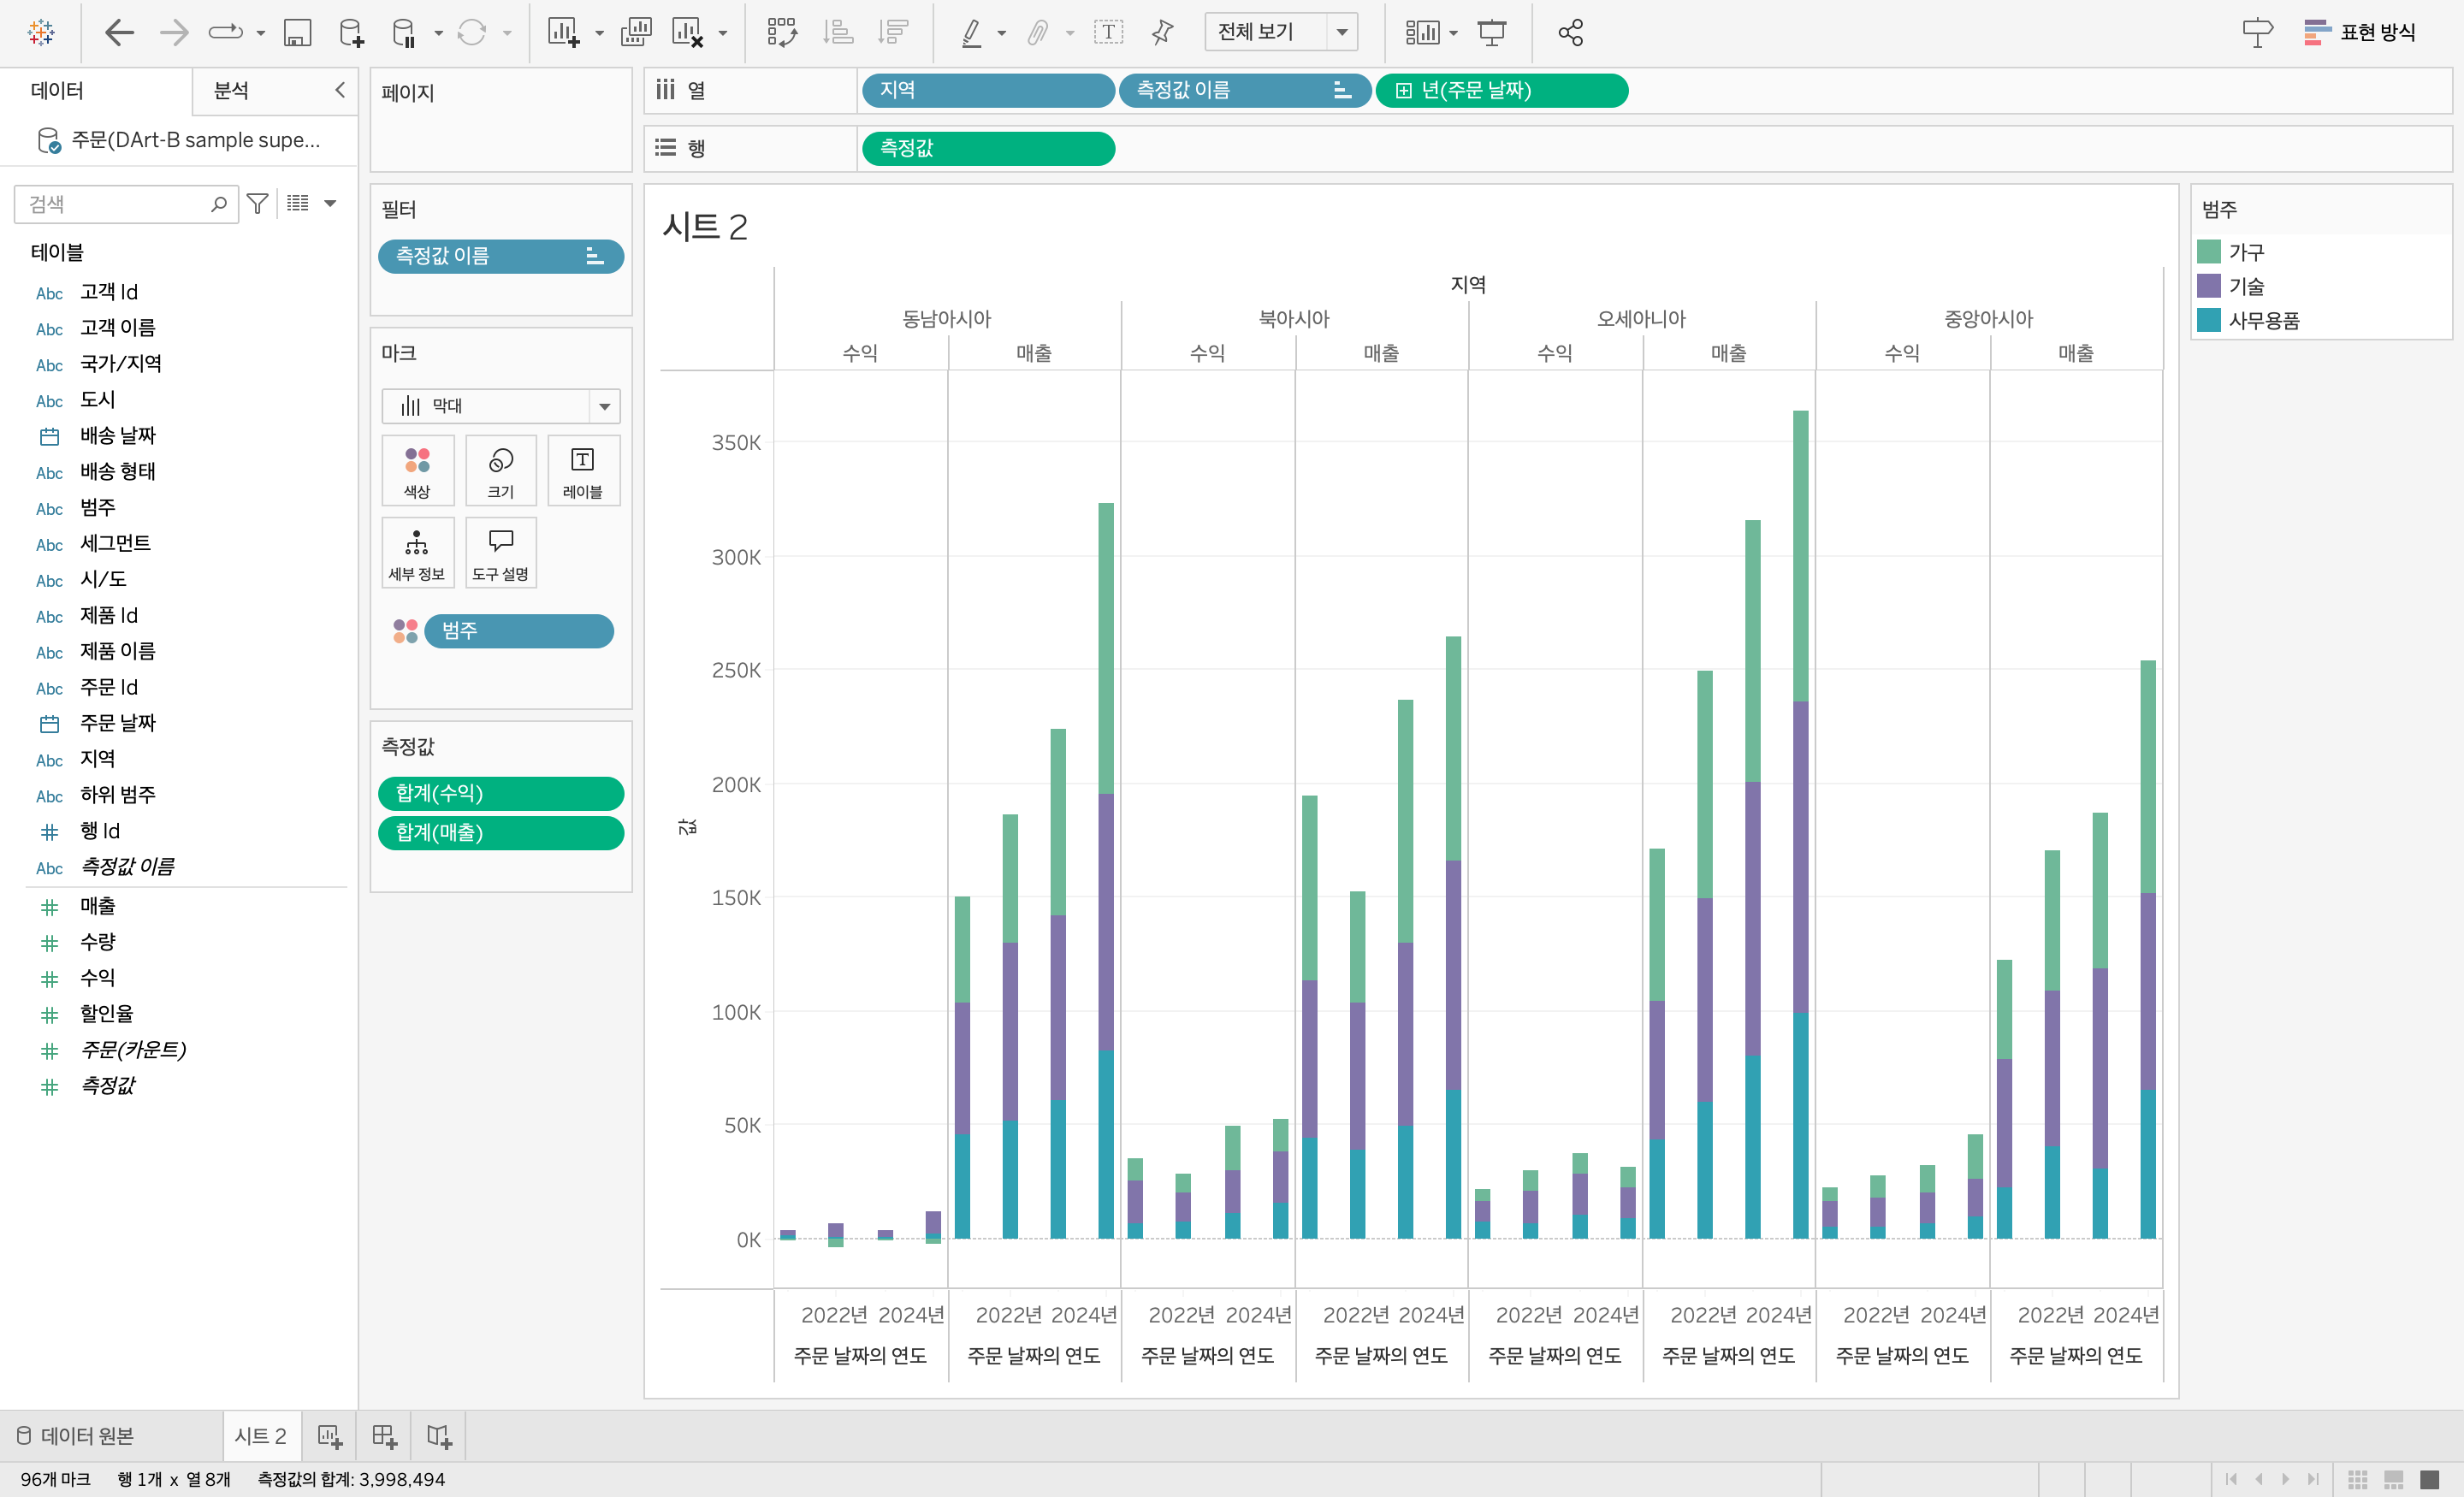 전체 보기
표현 방식
데이터
분석
주문(DArt-B sample supe...
검색
테이블
Abc 고객 Id
Abc 고객 이름
Abc 국가/지역
Abc 도시
배송 날짜
Abc 배송 형태
Abc 범주
Abc 세그먼트
Abc 시/도
Abc 제품 Id
Abc 제품 이름
Abc 주문 Id
주문 날짜
Abc 지역
Abc 하위 범주
# 행 Id
Abc 측정값 이름
# 매출
# 수량
# 수익
# 할인율
# 주문(카운트)
# 측정값
페이지
필터
측정값 이름
마크
막대
색상 크기 레이블
세부 정보 도구 설명
범주
측정값
합계(수익)
합계(매출)
열 지역 측정값 이름 년(주문 날짜)
행 측정값
시트 2
지역
동남아시아 북아시아 오세아니아 중앙아시아
수익 매출 수익 매출 수익 매출 수익 매출
값
350K
300K
250K
200K
150K
100K
50K
0K
2022년 2024년 2022년 2024년 2022년 2024년 2022년 2024년 2022년 2024년 2022년 2024년 2022년 2024년 2022년 2024년
주문 날짜의 연도 주문 날짜의 연도 주문 날짜의 연도 주문 날짜의 연도 주문 날짜의 연도 주문 날짜의 연도 주문 날짜의 연도 주문 날짜의 연도
범주
가구
기술
사무용품
데이터 원본 시트 2
96개 마크 행 1개 x 열 8개 측정값의 합계: 3,998,494